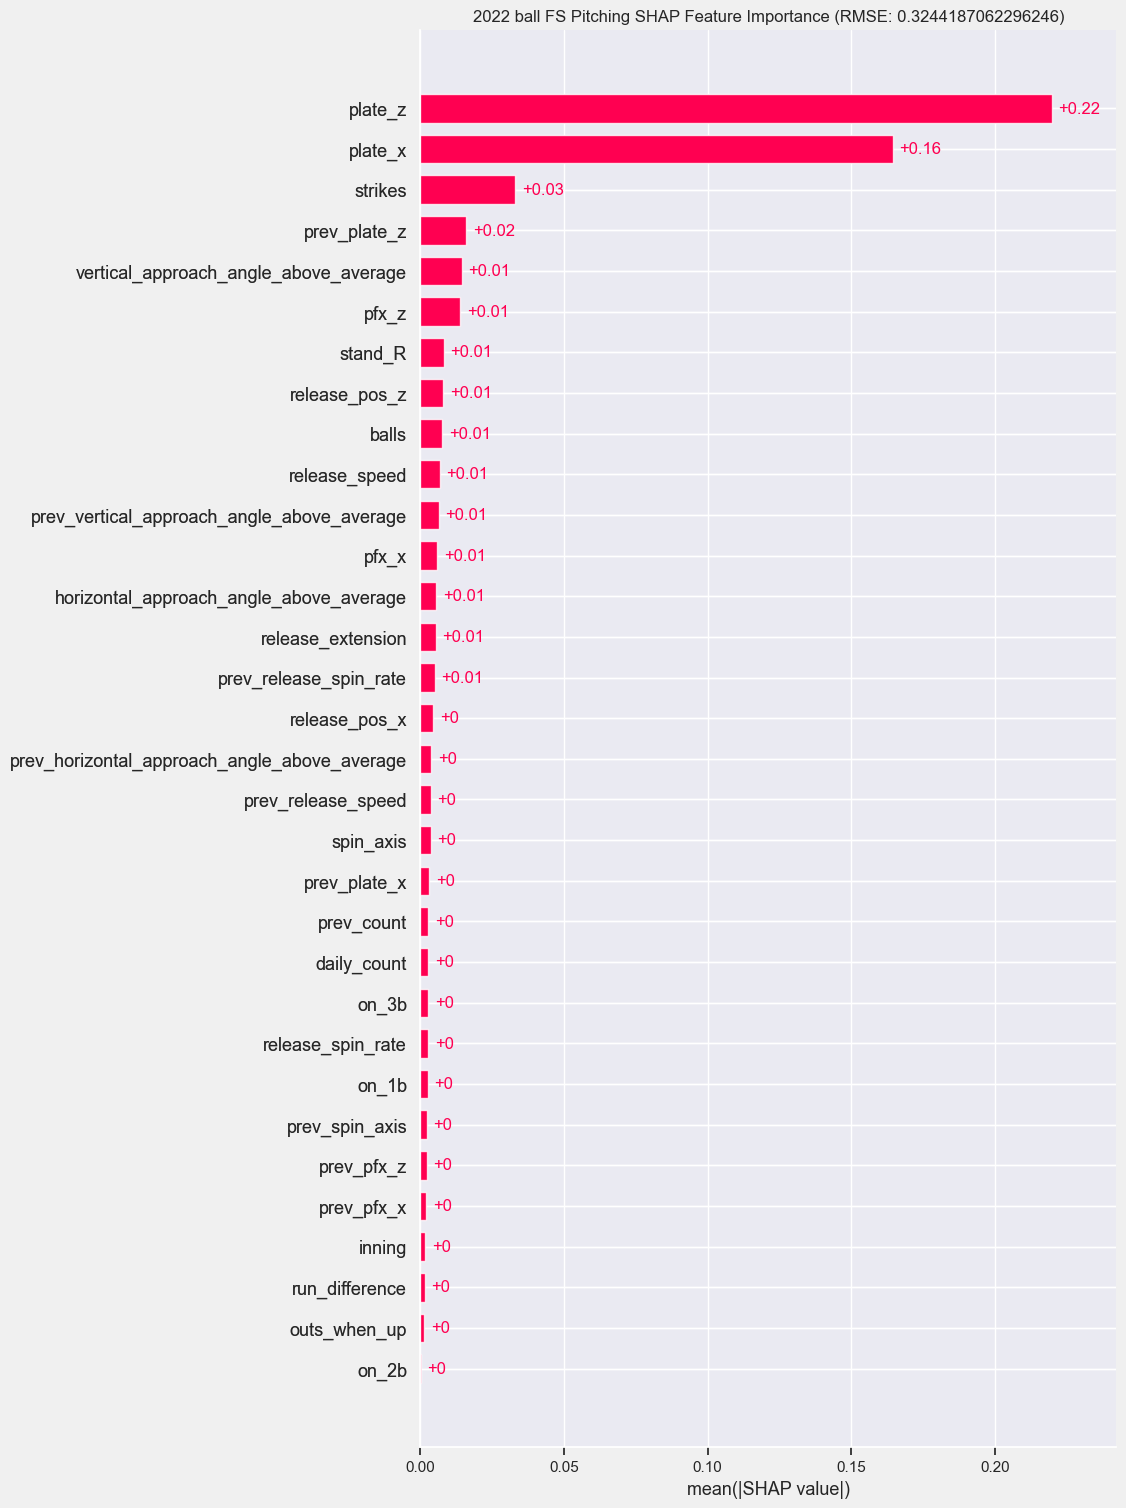 2022 ball FS Pitching SHAP Feature Importance (RMSE: 0.3244187062296246)
plate_z +0.22
plate_x +0.16
strikes +0.03
prev_plate_z +0.02
vertical_approach_angle_above_average +0.01
pfx_z +0.01
stand_R +0.01
release_pos_z +0.01
balls +0.01
release_speed +0.01
prev_vertical_approach_angle_above_average +0.01
pfx_x +0.01
horizontal_approach_angle_above_average +0.01
release_extension +0.01
prev_release_spin_rate +0.01
release_pos_x +0
prev_horizontal_approach_angle_above_average +0
prev_release_speed +0
spin_axis +0
prev_plate_x +0
prev_count +0
daily_count +0
on_3b +0
release_spin_rate +0
on_1b +0
prev_spin_axis +0
prev_pfx_z +0
prev_pfx_x +0
inning +0
run_difference +0
outs_when_up +0
on_2b +0
0.00 0.05 0.10 0.15 0.20
mean(|SHAP value|)